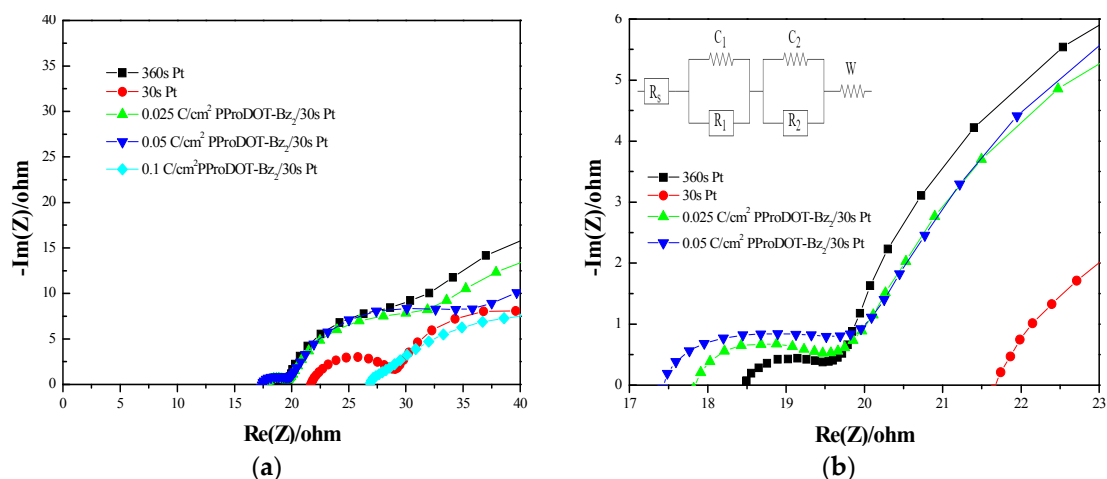 40
35
30
25
20
15
10
5
0
-Im(Z)/ohm
360s Pt
30s Pt
0.025 C/cm² PProDOT-Bz₂/30s Pt
0.05 C/cm² PProDOT-Bz₂/30s Pt
0.1 C/cm²PProDOT-Bz₂/30s Pt
0 5 10 15 20 25 30 35 40
Re(Z)/ohm
(a)
6
5
4
3
2
1
0
-Im(Z)/ohm
C₁ C₂
W
Rₛ
R₁ R₂
360s Pt
30s Pt
0.025 C/cm² PProDOT-Bz₂/30s Pt
0.05 C/cm² PProDOT-Bz₂/30s Pt
17 18 19 20 21 22 23
Re(Z)/ohm
(b)